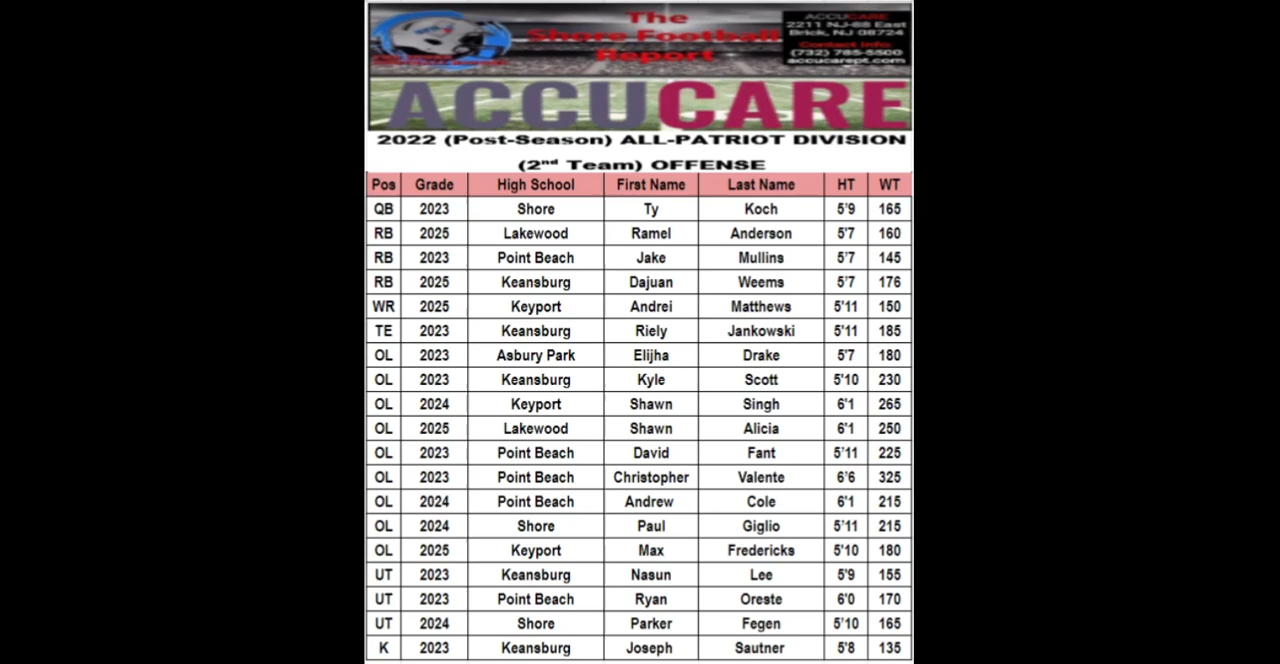 The
Shore Football
Report
ACCUCARE
2211 NJ-88 East
Brick, NJ 08724
Contact Info:
(732) 785-5500
accucarept.com
ACCUCARE
2022 (Post-Season) ALL-PATRIOT DIVISION
(2nd Team) OFFENSE
Pos Grade High School First Name Last Name HT WT
QB 2023 Shore Ty Koch 5'9 165
RB 2025 Lakewood Ramel Anderson 5'7 160
RB 2023 Point Beach Jake Mullins 5'7 145
RB 2025 Keansburg Dajuan Weems 5'7 176
WR 2025 Keyport Andrei Matthews 5'11 150
TE 2023 Keansburg Riely Jankowski 5'11 185
OL 2023 Asbury Park Elijha Drake 5'7 180
OL 2023 Keansburg Kyle Scott 5'10 230
OL 2024 Keyport Shawn Singh 6'1 265
OL 2025 Lakewood Shawn Alicia 6'1 250
OL 2023 Point Beach David Fant 5'11 225
OL 2023 Point Beach Christopher Valente 6'6 325
OL 2024 Point Beach Andrew Cole 6'1 215
OL 2024 Shore Paul Giglio 5'11 215
OL 2025 Keyport Max Fredericks 5'10 180
UT 2023 Keansburg Nasun Lee 5'9 155
UT 2023 Point Beach Ryan Oreste 6'0 170
UT 2024 Shore Parker Fegen 5'10 165
K 2023 Keansburg Joseph Sautner 5'8 135